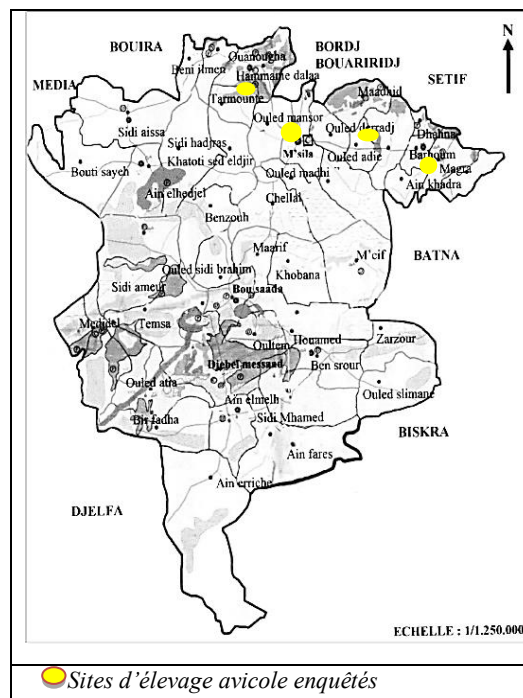 N
BOUIRA
BORDJ
BOUARIRIDJ
SETIF
MEDIA
Ouanougha
Beni ilmen
Hammame dalaa
Tarmounte
Maadhid
Ouled mansor
Ouled derradj
Dhahna
Sidi aissa
Sidi hadjras
M'sila
Ouled adie
Barhoum
Magra
Khatoti sed eldjir
Bouti sayeh
Ouled madhi
Ain khadra
Ain elhedjel
Chellal
Benzouh
BATNA
Maarif
M'cif
Ouled sidi brahim
Khobana
Sidi ameur
Bousaada
Medjdel
Temsa
Oultem
Houamed
Zarzour
Djebel messaad
Ben srour
Ouled atia
Ouled slimane
Ain elmelh
Bir fadha
Sidi Mhamed
BISKRA
Ain fares
Ain erriche
DJELFA
ECHELLE : 1/1.250.000
Sites d'élevage avicole enquêtés